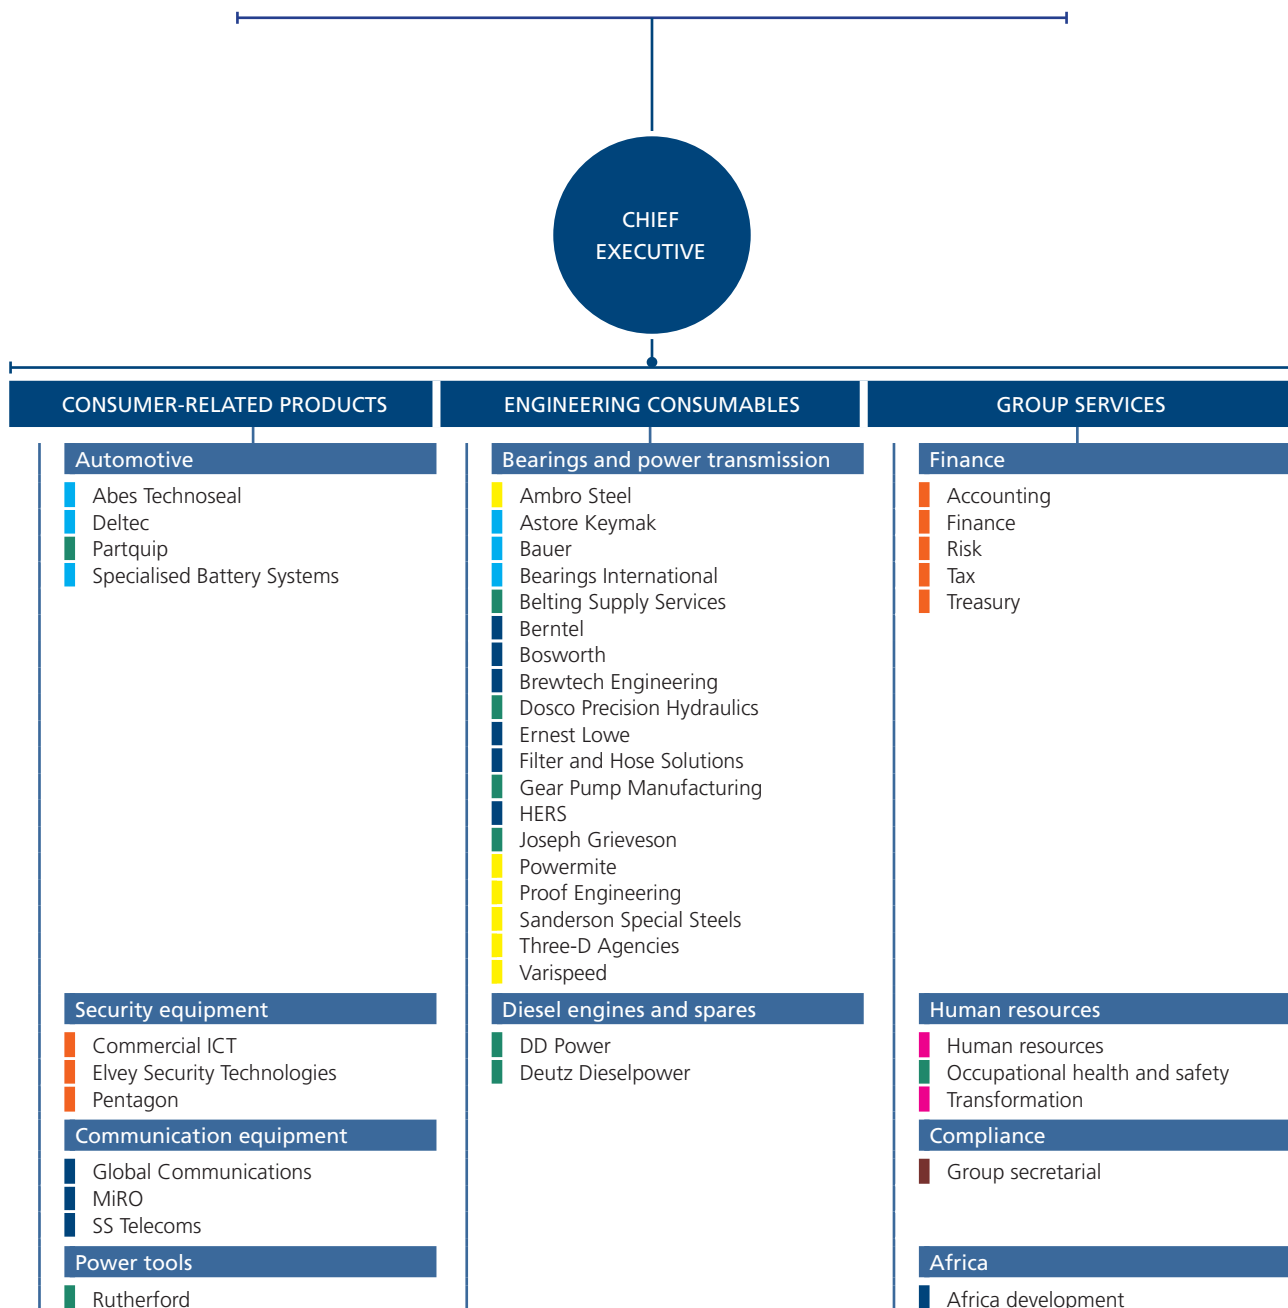 CHIEF
EXECUTIVE
CONSUMER-RELATED PRODUCTS
Automotive
Abes Technoseal
Deltec
Partquip
Specialised Battery Systems
Security equipment
Commercial ICT
Elvey Security Technologies
Pentagon
Communication equipment
Global Communications
MiRO
SS Telecoms
Power tools
Rutherford
ENGINEERING CONSUMABLES
Bearings and power transmission
Ambro Steel
Astore Keymak
Bauer
Bearings International
Belting Supply Services
Berntel
Bosworth
Brewtech Engineering
Dosco Precision Hydraulics
Ernest Lowe
Filter and Hose Solutions
Gear Pump Manufacturing
HERS
Joseph Grieveson
Powermite
Proof Engineering
Sanderson Special Steels
Three-D Agencies
Varispeed
Diesel engines and spares
DD Power
Deutz Dieselpower
GROUP SERVICES
Finance
Accounting
Finance
Risk
Tax
Treasury
Human resources
Human resources
Occupational health and safety
Transformation
Compliance
Group secretarial
Africa
Africa development